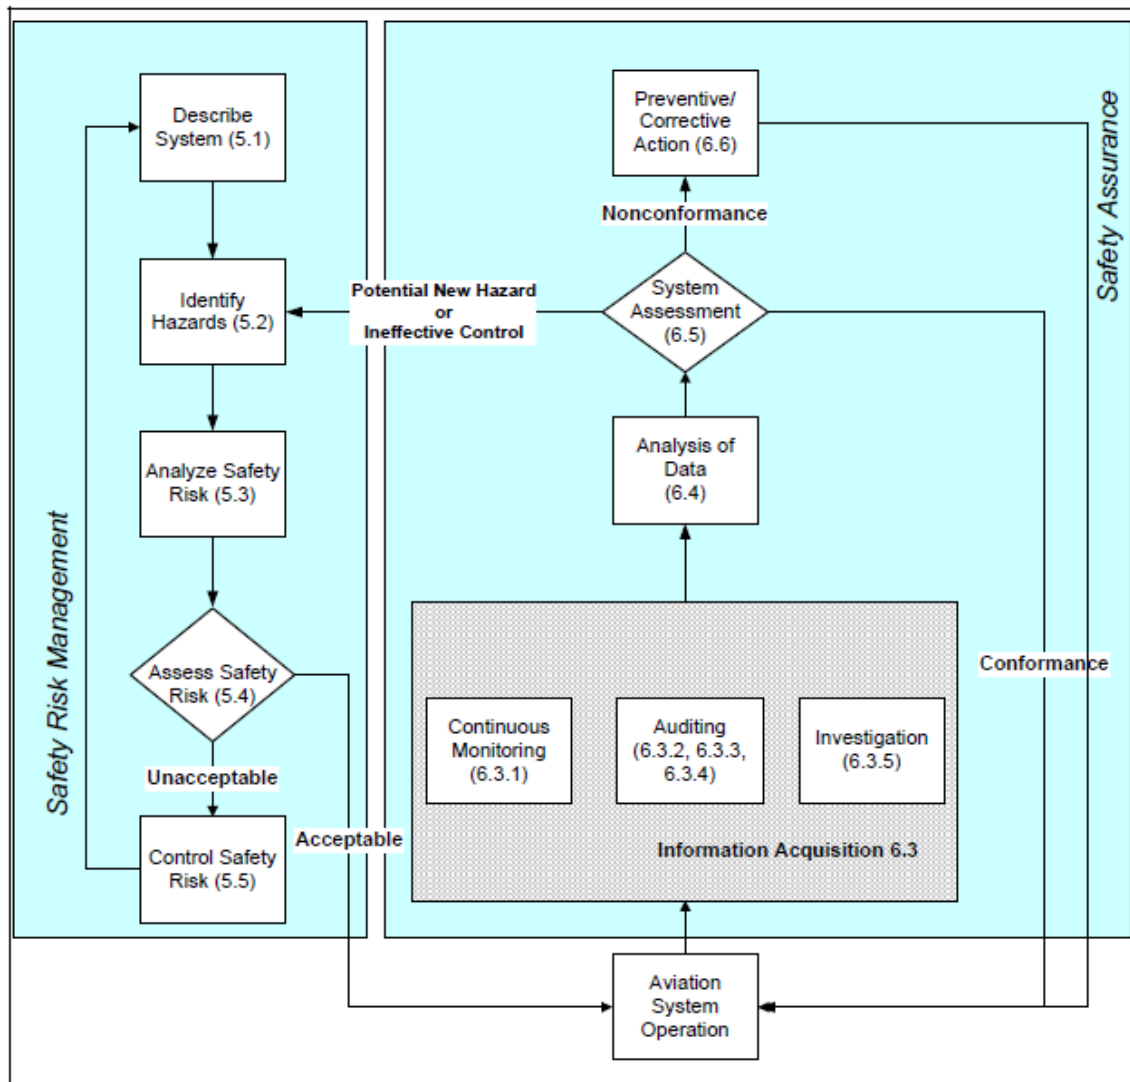 Safety Risk Management
Describe
System (5.1)
Identify
Hazards (5.2)
Analyze Safety
Risk (5.3)
Assess Safety
Risk (5.4)
Unacceptable
Control Safety
Risk (5.5)
Acceptable
Safety Assurance
Preventive/
Corrective
Action (6.6)
Nonconformance
System
Assessment
(6.5)
Potential New Hazard
or
Ineffective Control
Analysis of
Data
(6.4)
Conformance
Continuous
Monitoring
(6.3.1)
Auditing
(6.3.2, 6.3.3,
6.3.4)
Investigation
(6.3.5)
Information Acquisition 6.3
Aviation
System
Operation